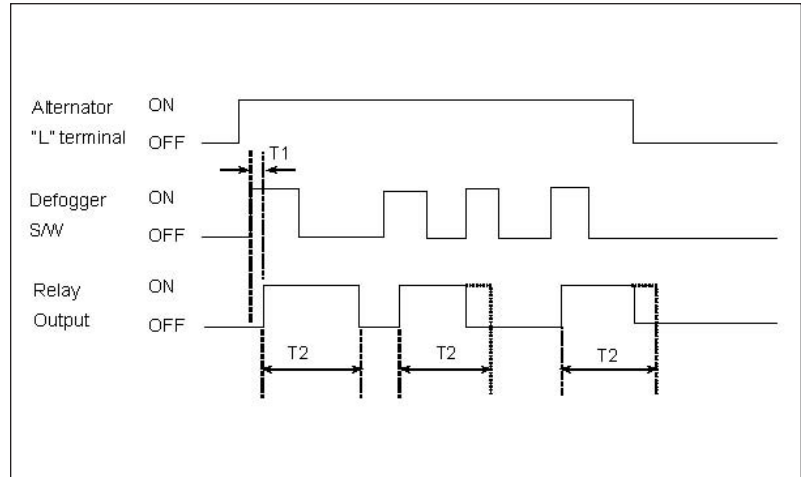 Alternator ON
"L" terminal OFF
T1
Defogger ON
S/W OFF
Relay ON
Output OFF
T2 T2 T2